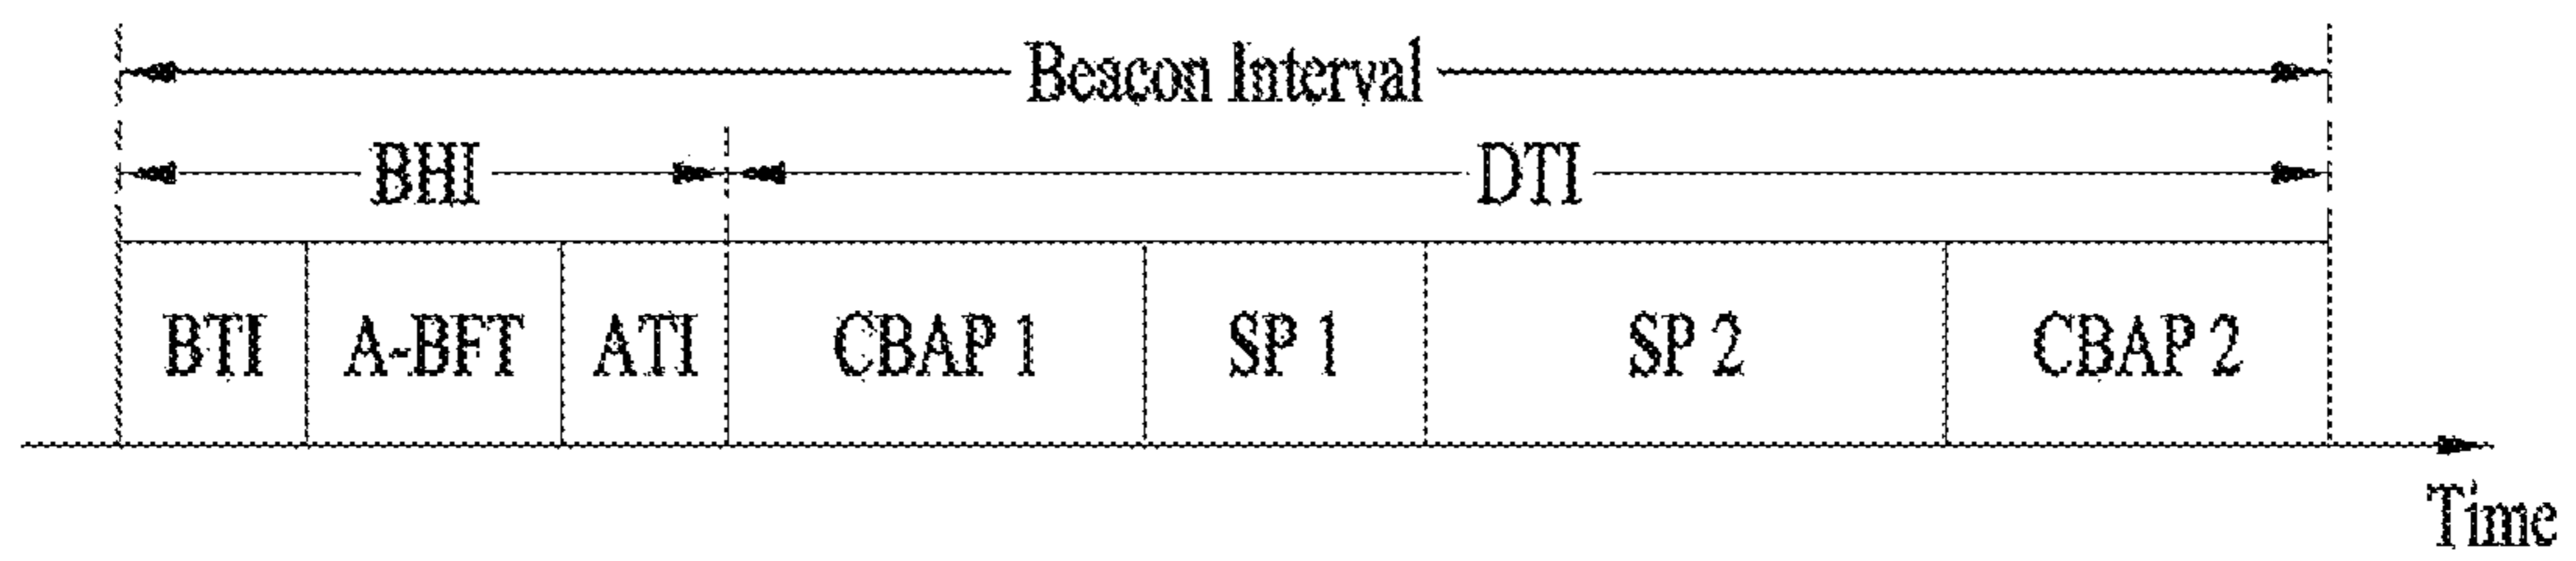 Beacon Interval
BHI DTI
BTI A-BFT ATI CBAP 1 SP 1 SP 2 CBAP 2
Time